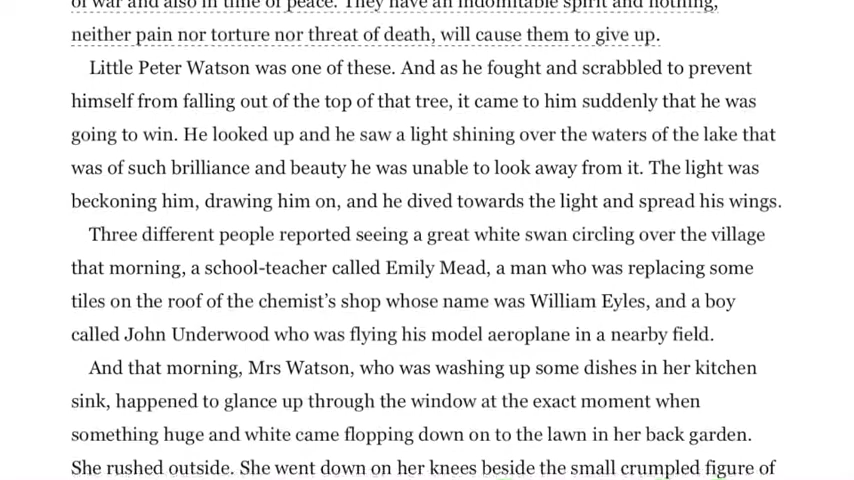 of war and also in time of peace. They have an indomitable spirit and nothing,
neither pain nor torture nor threat of death, will cause them to give up.
Little Peter Watson was one of these. And as he fought and scrabbled to prevent
himself from falling out of the top of that tree, it came to him suddenly that he was
going to win. He looked up and he saw a light shining over the waters of the lake that
was of such brilliance and beauty he was unable to look away from it. The light was
beckoning him, drawing him on, and he dived towards the light and spread his wings.
Three different people reported seeing a great white swan circling over the village
that morning, a school-teacher called Emily Mead, a man who was replacing some
tiles on the roof of the chemist’s shop whose name was William Eyles, and a boy
called John Underwood who was flying his model aeroplane in a nearby field.
And that morning, Mrs Watson, who was washing up some dishes in her kitchen
sink, happened to glance up through the window at the exact moment when
something huge and white came flopping down on to the lawn in her back garden.
She rushed outside. She went down on her knees beside the small crumpled figure of